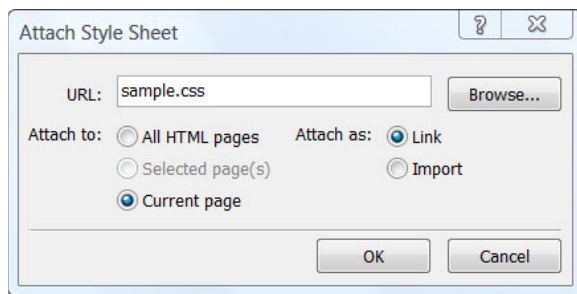 Attach Style Sheet
URL: sample.css Browse...
Attach to: All HTML pages Attach as: Link
Selected page(s) Import
Current page
OK Cancel